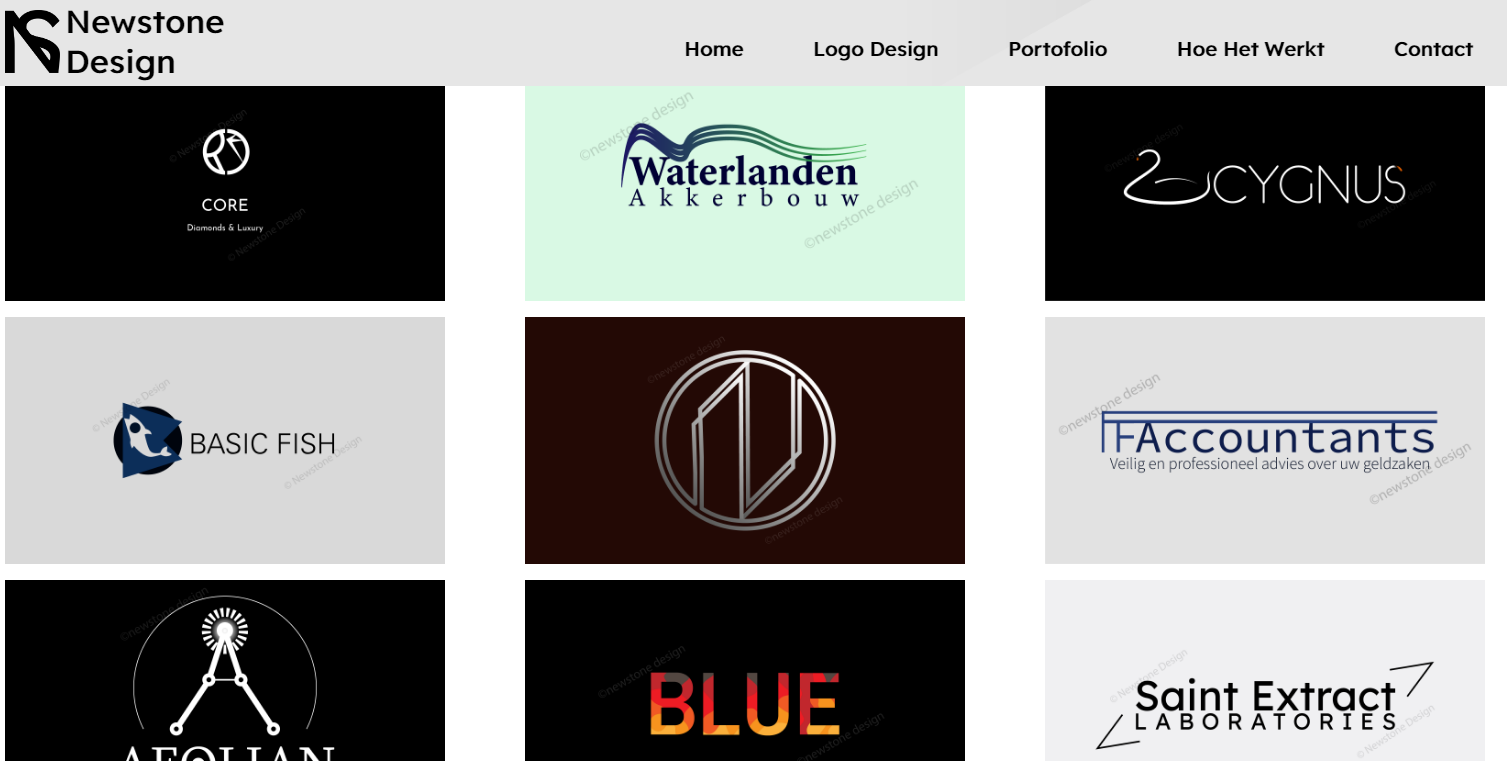 Newstone
Design
Home
Logo Design
Portofolio
Hoe Het Werkt
Contact
© Newstone Design
CORE
Diamonds & Luxury
© Newstone Design
©newstone design
Waterlanden
Akkerbouw
©newstone design
©newstone design
CYGNUS
©newstone design
© Newstone Design
BASIC FISH
© Newstone Design
©newstone design
©newstone design
©newstone design
TFAccountants
Veilig en professioneel advies over uw geldzaken
©newstone design
©newstone design
AEOLIAN
©newstone design
BLUE
©newstone design
© Newstone Design
Saint Extract
LABORATORIES
© Newstone Design